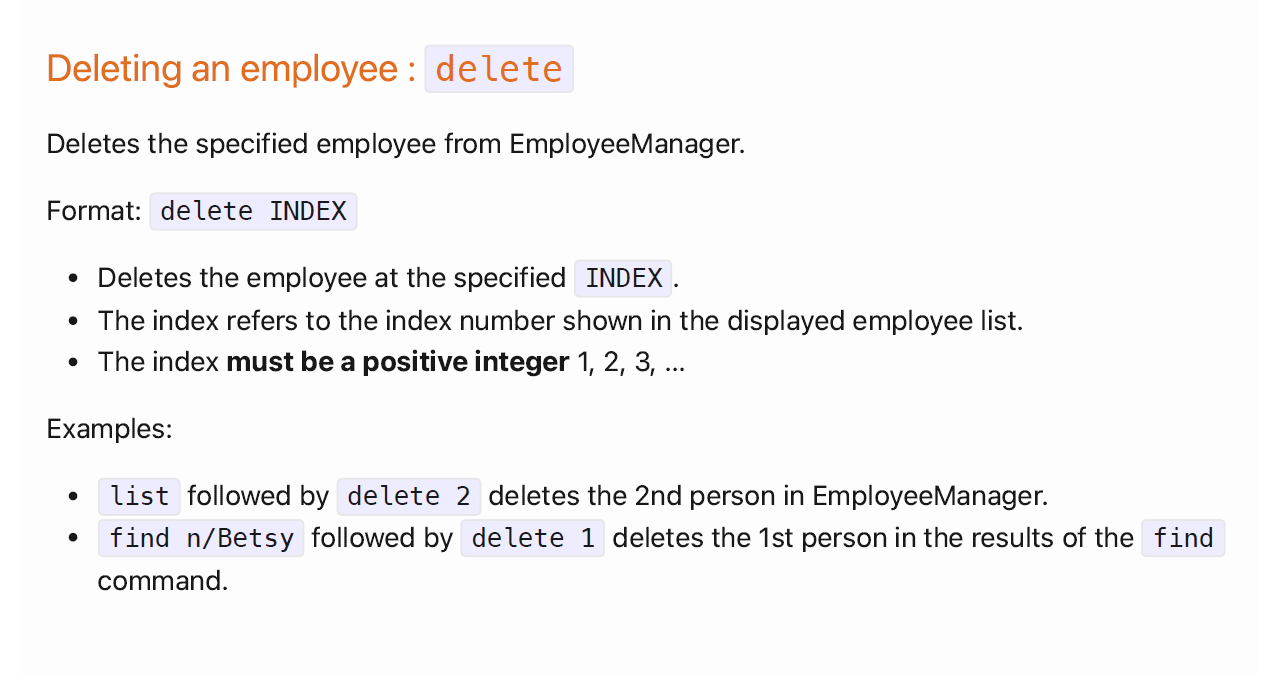 Deleting an employee : delete
Deletes the specified employee from EmployeeManager.
Format: delete INDEX
• Deletes the employee at the specified INDEX.
• The index refers to the index number shown in the displayed employee list.
• The index must be a positive integer 1, 2, 3, …
Examples:
• list followed by delete 2 deletes the 2nd person in EmployeeManager.
• find n/Betsy followed by delete 1 deletes the 1st person in the results of the find
command.